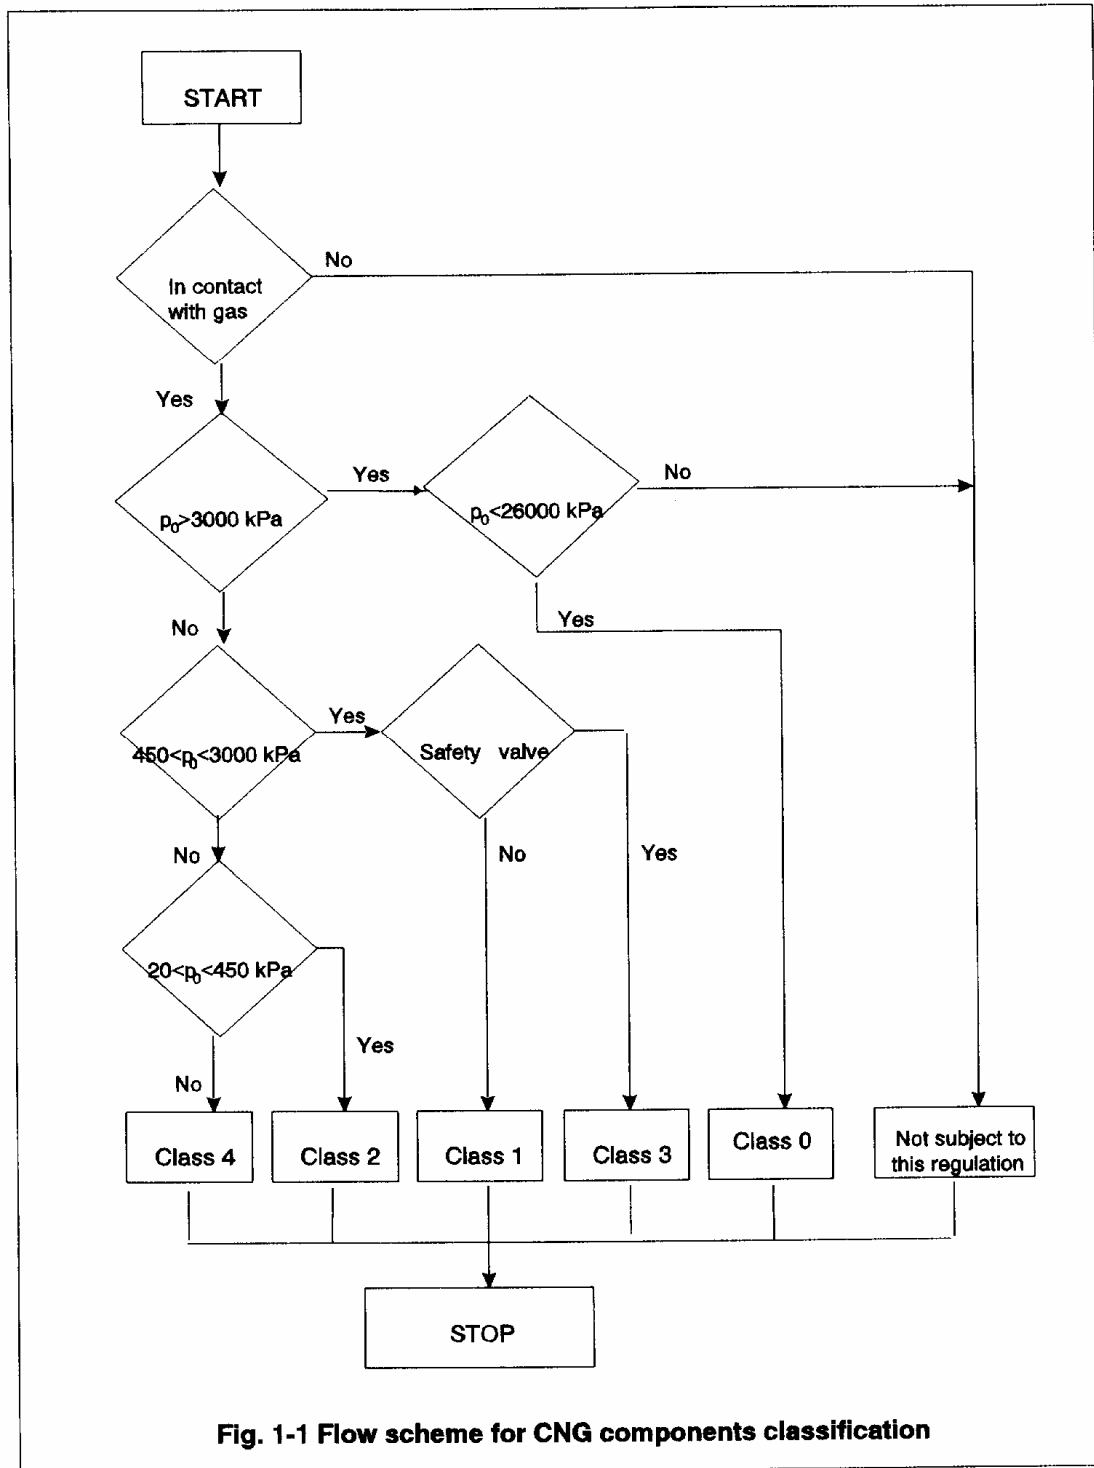 START
No
In contact
with gas
Yes
Yes
No
p₀>3000 kPa
p₀<26000 kPa
No
Yes
Yes
450<p₀<3000 kPa
Safety valve
No
No
Yes
20<p₀<450 kPa
Yes
No
Class 4
Class 2
Class 1
Class 3
Class 0
Not subject to
this regulation
STOP
Fig. 1-1 Flow scheme for CNG components classification